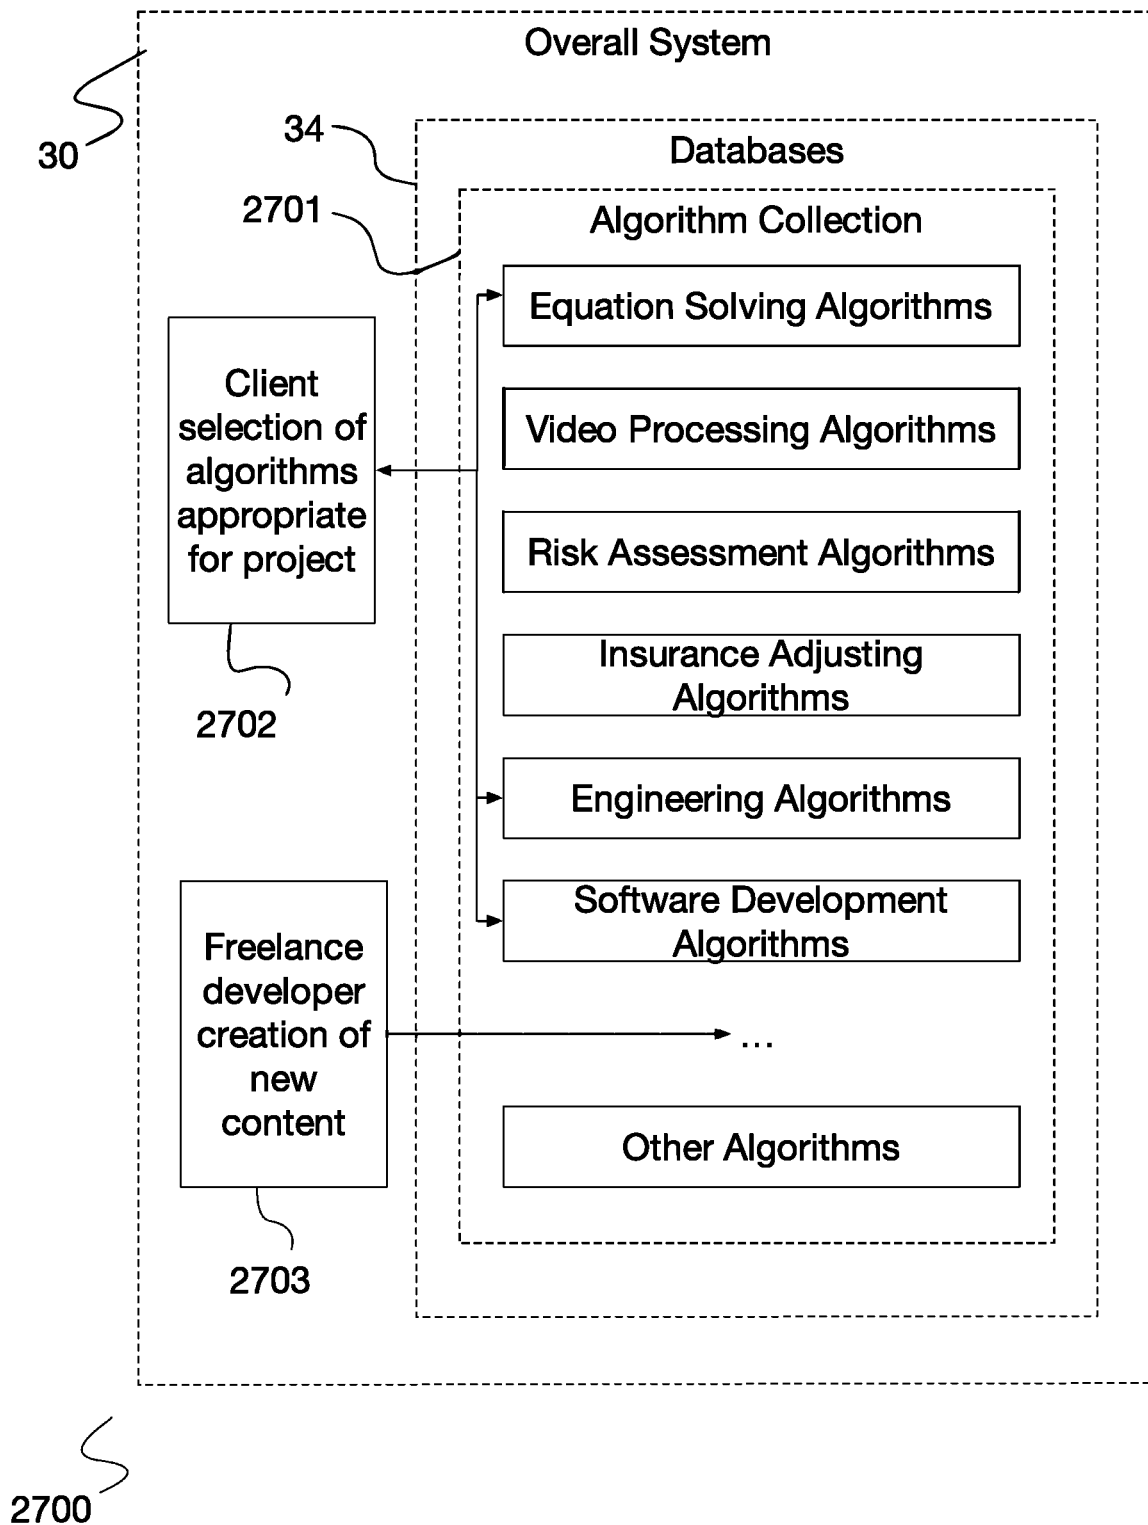 Overall System
30
34
Databases
2701
Algorithm Collection
Equation Solving Algorithms
Client
selection of
algorithms
appropriate
for project
Video Processing Algorithms
Risk Assessment Algorithms
Insurance Adjusting
Algorithms
2702
Engineering Algorithms
Software Development
Algorithms
Freelance
developer
creation of
new
content
...
Other Algorithms
2703
2700